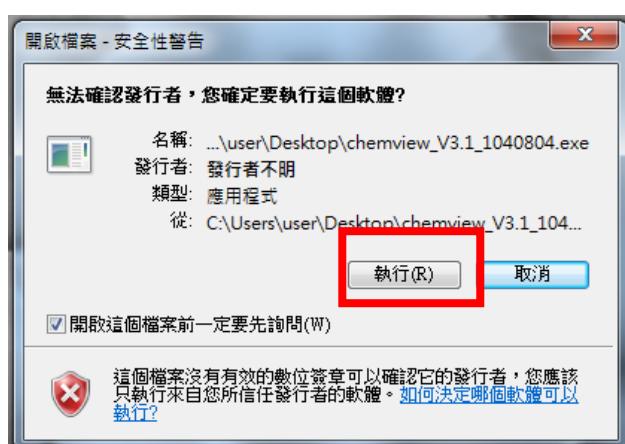 開啟檔案 - 安全性警告
無法確認發行者，您確定要執行這個軟體?
名稱: ...\user\Desktop\chemview_V3.1_1040804.exe
發行者: 發行者不明
類型: 應用程式
從: C:\Users\user\Desktop\chemview_V3.1_104...
執行(R) 取消
開啟這個檔案前一定要先詢問(W)
這個檔案沒有有效的數位簽章可以確認它的發行者，您應該
只執行來自您所信任發行者的軟體。如何決定哪個軟體可以
執行?